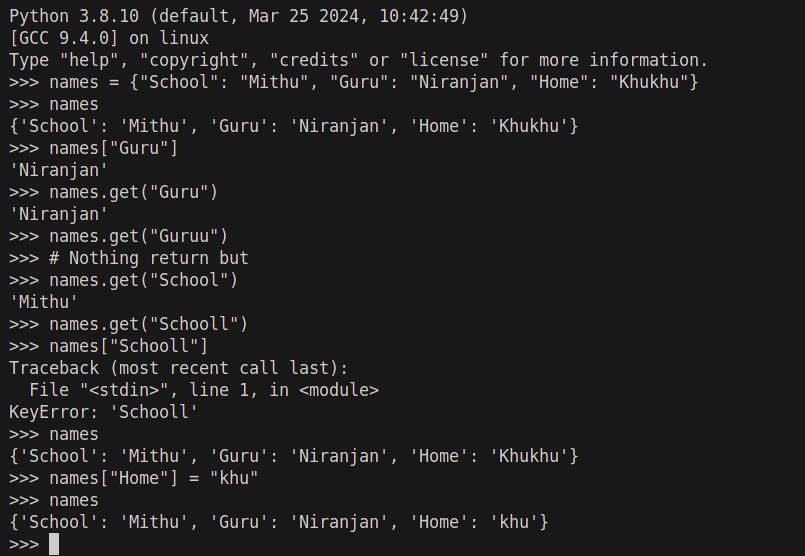 Python 3.8.10 (default, Mar 25 2024, 10:42:49)
[GCC 9.4.0] on linux
Type "help", "copyright", "credits" or "license" for more information.
>>> names = {"School": "Mithu", "Guru": "Niranjan", "Home": "Khukhu"}
>>> names
{'School': 'Mithu', 'Guru': 'Niranjan', 'Home': 'Khukhu'}
>>> names["Guru"]
'Niranjan'
>>> names.get("Guru")
'Niranjan'
>>> names.get("Guruu")
>>> # Nothing return but
>>> names.get("School")
'Mithu'
>>> names.get("Schooll")
>>> names["Schooll"]
Traceback (most recent call last):
  File "<stdin>", line 1, in <module>
KeyError: 'Schooll'
>>> names
{'School': 'Mithu', 'Guru': 'Niranjan', 'Home': 'Khukhu'}
>>> names["Home"] = "khu"
>>> names
{'School': 'Mithu', 'Guru': 'Niranjan', 'Home': 'khu'}
>>>